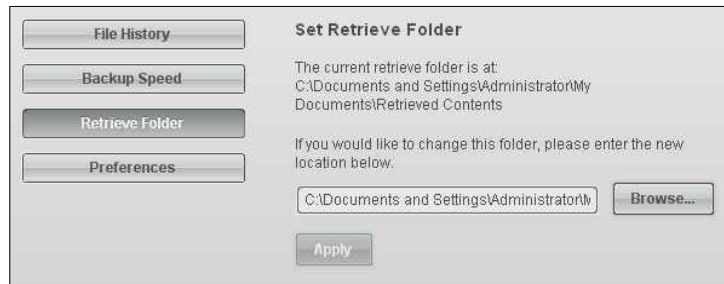 File History
Backup Speed
Retrieve Folder
Preferences
Set Retrieve Folder
The current retrieve folder is at:
C:\Documents and Settings\Administrator\My
Documents\Retrieved Contents
If you would like to change this folder, please enter the new
location below.
C:\Documents and Settings\Administrator\M
Browse...
Apply